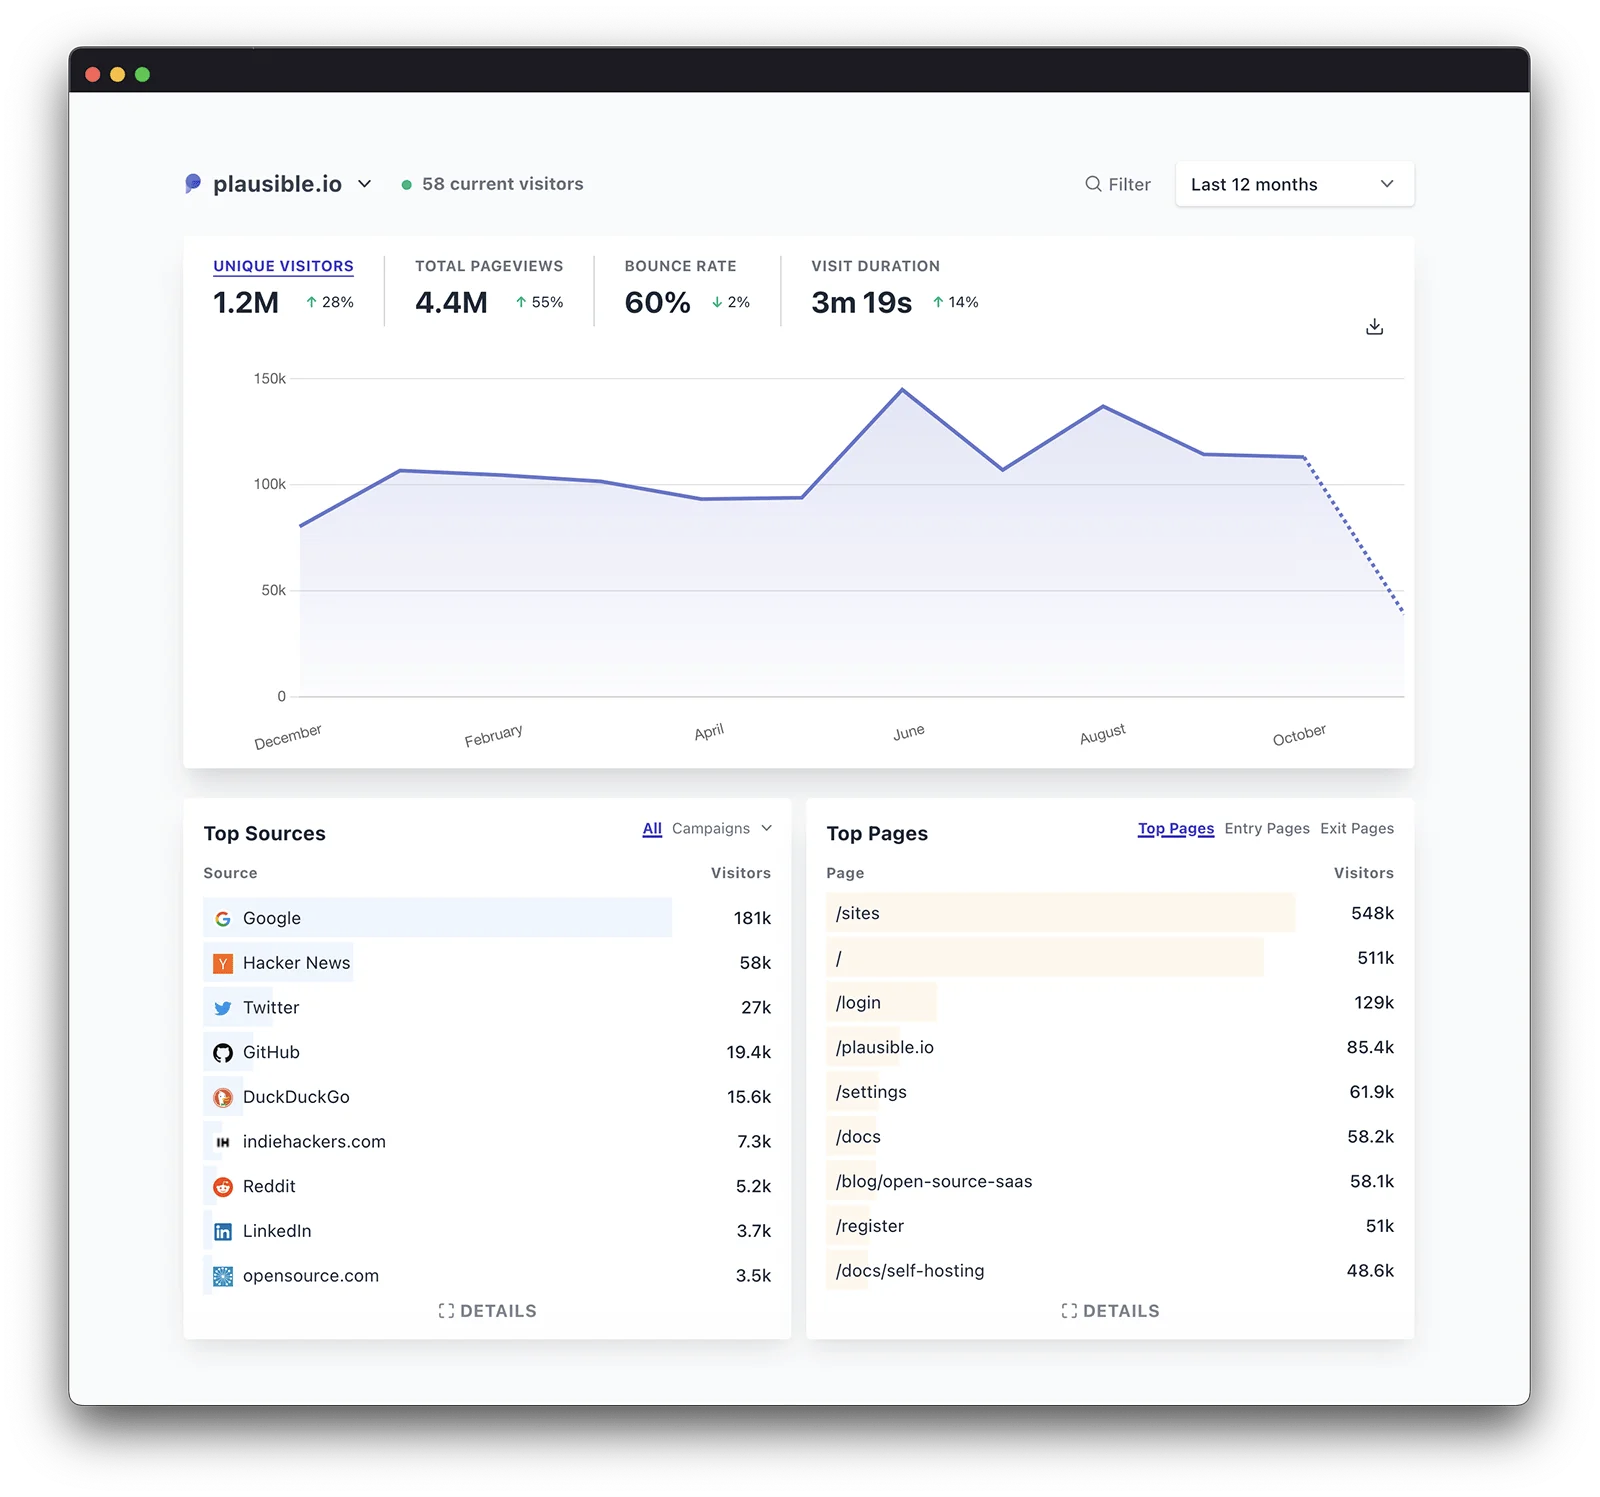 plausible.io 58 current visitors Filter Last 12 months
UNIQUE VISITORS TOTAL PAGEVIEWS BOUNCE RATE VISIT DURATION
1.2M ↑ 28% 4.4M ↑ 55% 60% ↓ 2% 3m 19s ↑ 14%
150k
100k
50k
0
December February April June August October
Top Sources All Campaigns
Source Visitors
Google 181k
Hacker News 58k
Twitter 27k
GitHub 19.4k
DuckDuckGo 15.6k
IH indiehackers.com 7.3k
Reddit 5.2k
in LinkedIn 3.7k
opensource.com 3.5k
DETAILS
Top Pages Top Pages Entry Pages Exit Pages
Page Visitors
/sites 548k
/ 511k
/login 129k
/plausible.io 85.4k
/settings 61.9k
/docs 58.2k
/blog/open-source-saas 58.1k
/register 51k
/docs/self-hosting 48.6k
DETAILS